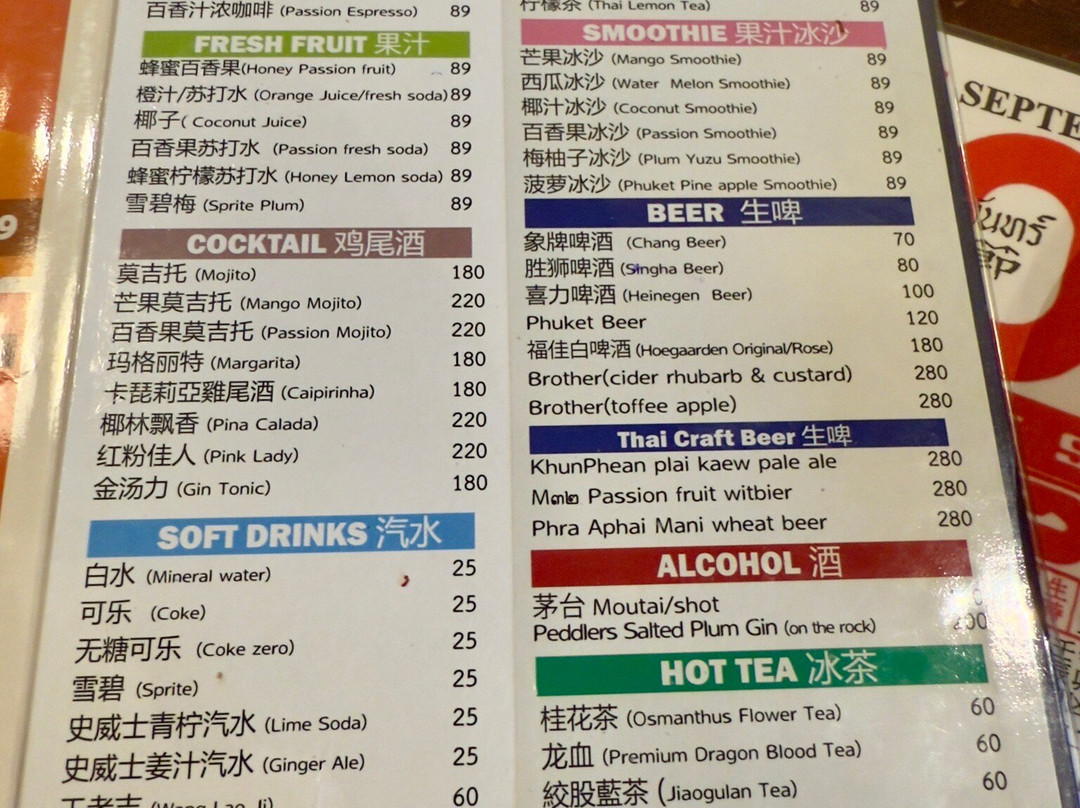 百香汁浓咖啡 (Passion Espresso) 89
FRESH FRUIT 果汁
蜂蜜百香果(Honey Passion fruit) 89
橙汁/苏打水 (Orange Juice/fresh soda) 89
椰子( Coconut Juice) 89
百香果苏打水 (Passion fresh soda) 89
蜂蜜柠檬苏打水 (Honey Lemon soda) 89
雪碧梅 (Sprite Plum) 89
COCKTAIL 鸡尾酒
莫吉托 (Mojito) 180
芒果莫吉托 (Mango Mojito) 220
百香果莫吉托 (Passion Mojito) 220
玛格丽特 (Margarita) 180
卡琵莉亞雞尾酒 (Caipirinha) 180
椰林飘香 (Pina Calada) 220
红粉佳人 (Pink Lady) 220
金汤力 (Gin Tonic) 180
SOFT DRINKS 汽水
白水 (Mineral water) 25
可乐 (Coke) 25
无糖可乐 (Coke zero) 25
雪碧 (Sprite) 25
史威士青柠汽水 (Lime Soda) 25
史威士姜汁汽水 (Ginger Ale) 25
王老吉 (Wang Lao Ji) 60
柠檬茶 (Thai Lemon Tea) 89
SMOOTHIE 果汁冰沙
芒果冰沙 (Mango Smoothie) 89
西瓜冰沙 (Water Melon Smoothie) 89
椰汁冰沙 (Coconut Smoothie) 89
百香果冰沙 (Passion Smoothie) 89
梅柚子冰沙 (Plum Yuzu Smoothie) 89
菠萝冰沙 (Phuket Pine apple Smoothie) 89
BEER 生啤
象牌啤酒 (Chang Beer) 70
胜狮啤酒 (Singha Beer) 80
喜力啤酒 (Heinegen Beer) 100
Phuket Beer 120
福佳白啤酒 (Hoegaarden Original/Rose) 180
Brother(cider rhubarb & custard) 280
Brother(toffee apple) 280
Thai Craft Beer 生啤
KhunPhean plai kaew pale ale 280
M๓๒ Passion fruit witbier 280
Phra Aphai Mani wheat beer 280
ALCOHOL 酒
茅台 Moutai/shot
Peddlers Salted Plum Gin (on the rock) 200
HOT TEA 冰茶
桂花茶 (Osmanthus Flower Tea) 60
龙血 (Premium Dragon Blood Tea) 60
絞股藍茶 (Jiaogulan Tea) 60
9
SEPTE